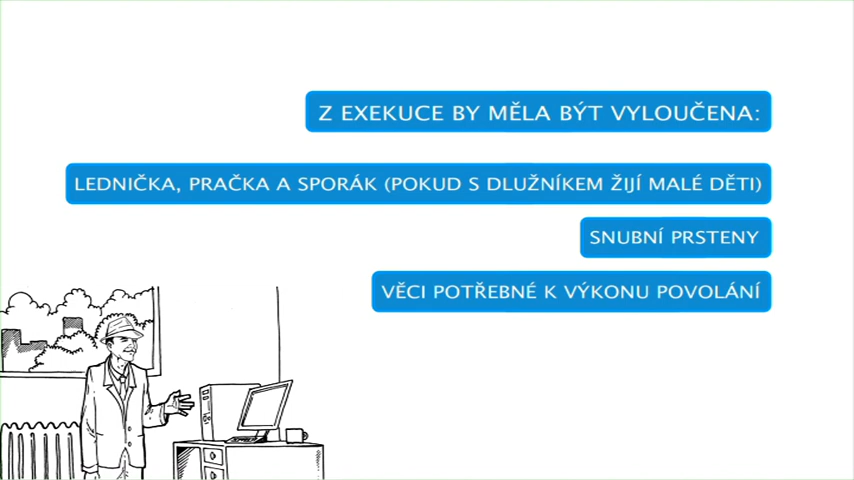 Z EXEKUCE BY MĚLA BÝT VYLOUČENA:
LEDNIČKA, PRAČKA A SPORÁK (POKUD S DLUŽNÍKEM ŽIJÍ MALÉ DĚTI)
SNUBNÍ PRSTENY
VĚCI POTŘEBNÉ K VÝKONU POVOLÁNÍ